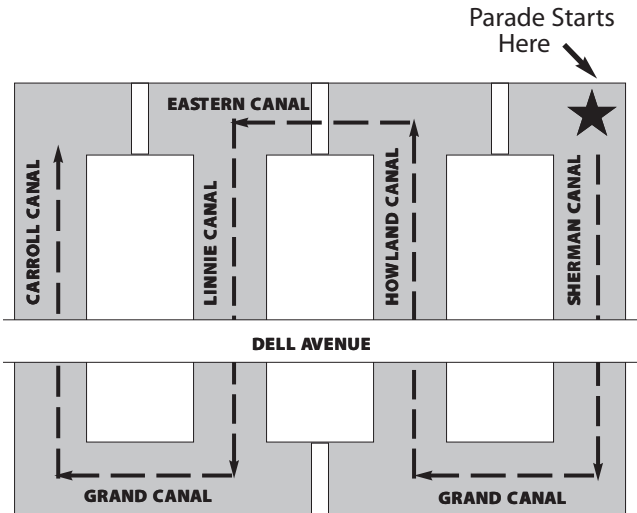 Parade Starts
Here
EASTERN CANAL
CARROLL CANAL
LINNIE CANAL
HOWLAND CANAL
SHERMAN CANAL
DELL AVENUE
GRAND CANAL
GRAND CANAL